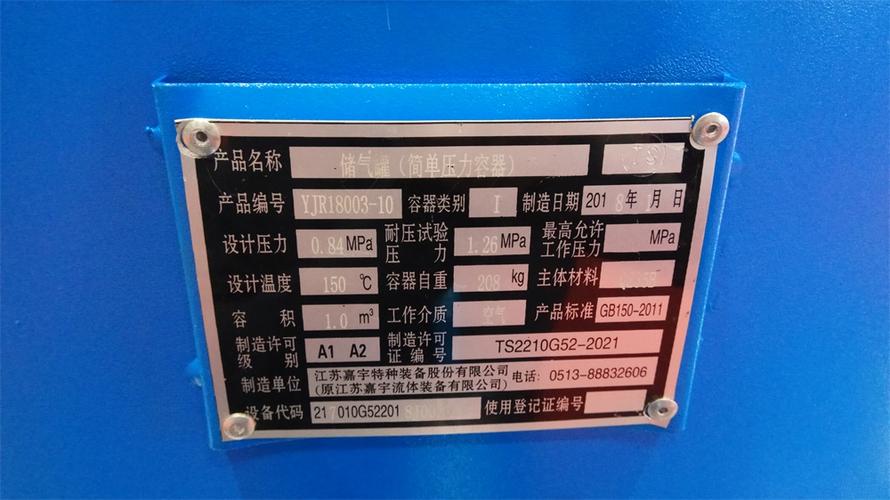 产品名称 储气罐（简单压力容器） TS
产品编号 YJR18003-10 容器类别 I 制造日期 2018年 月 日
设计压力 0.84 MPa 耐压试验压力 1.26 MPa 最高允许工作压力 MPa
设计温度 150 ℃ 容器自重 208 kg 主体材料
容积 1.0 m³ 工作介质 空气 产品标准 GB150-2011
制造许可级别 A1 A2 制造许可证编号 TS2210G52-2021
制造单位 江苏嘉宇特种装备股份有限公司 电话: 0513-88832606
(原江苏嘉宇流体装备有限公司)
设备代码 217010G52201 使用登记证编号